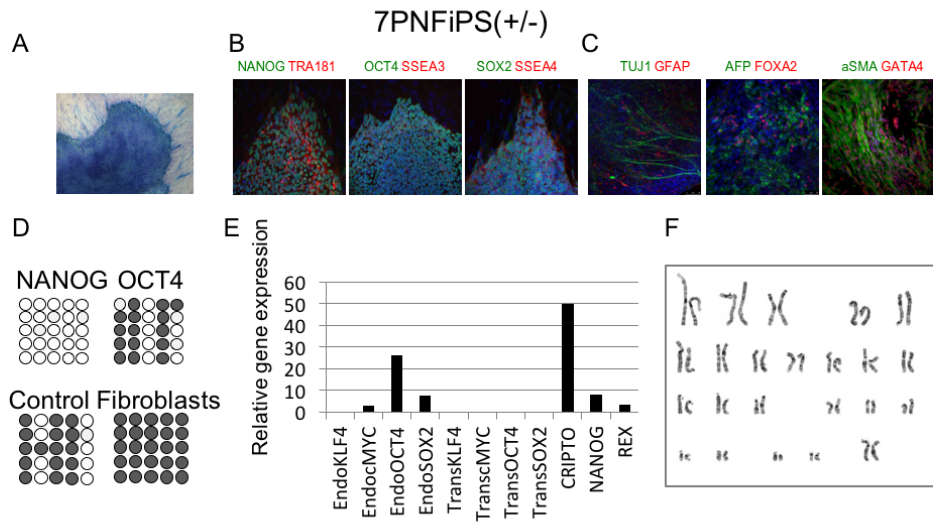 7PNFiPS(+/-)
A
B
C
NANOG TRA181
OCT4 SSEA3
SOX2 SSEA4
TUJ1 GFAP
AFP FOXA2
aSMA GATA4
D
E
F
NANOG OCT4
Control Fibroblasts
Relative gene expression
60
50
40
30
20
10
0
EndoKLF4
EndocMYC
EndoOCT4
EndoSOX2
TransKLF4
TranscMYC
TransOCT4
TransSOX2
CRIPTO
NANOG
REX